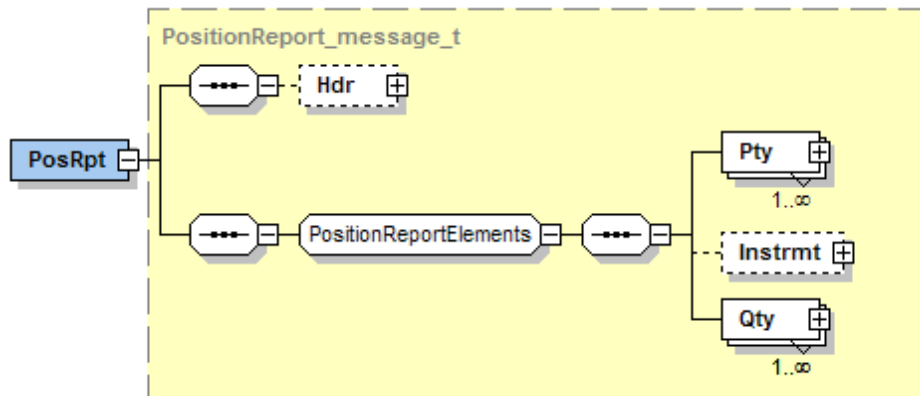 PositionReport_message_t
Hdr
PosRpt
Pty
1..∞
PositionReportElements
Instrmt
Qty
1..∞